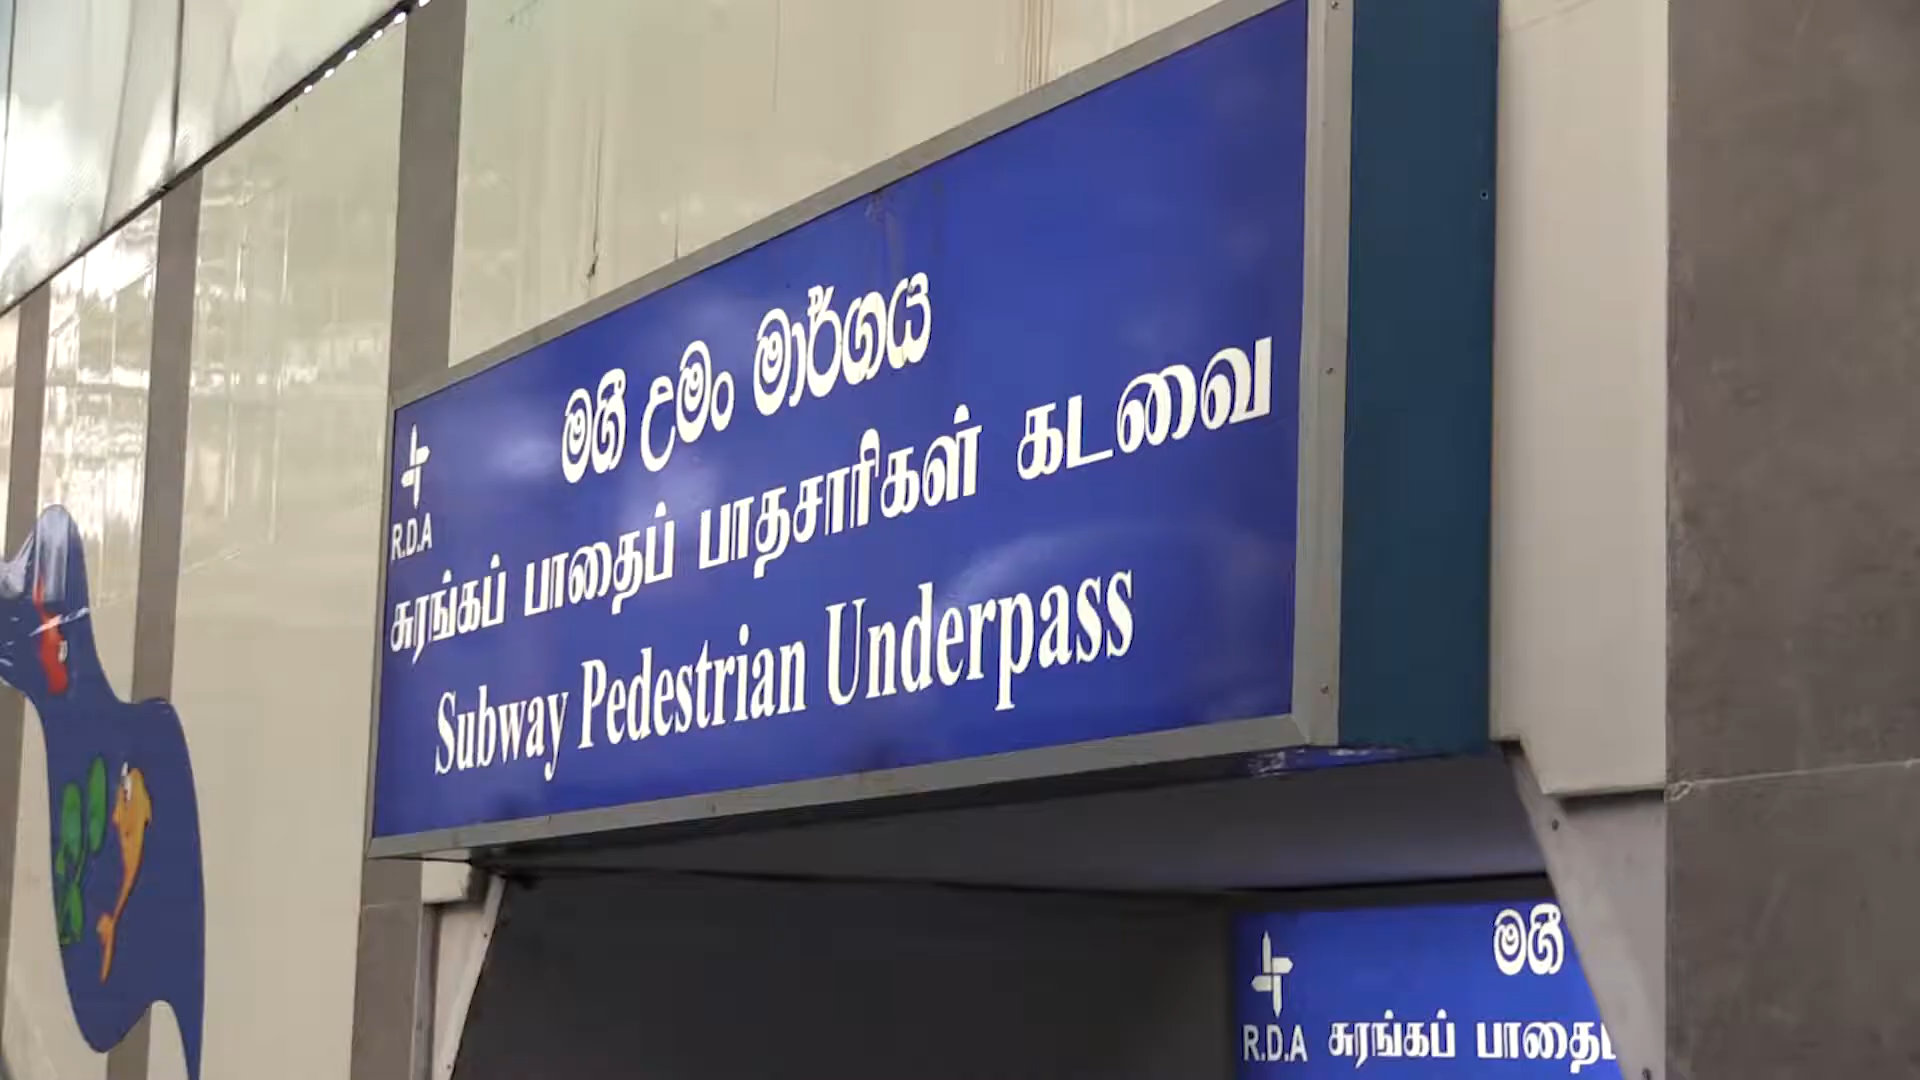 මගී උමං මාර්ගය
R.D.A
சுரங்கப் பாதைப் பாதசாரிகள் கடவை
Subway Pedestrian Underpass
මගී
R.D.A
சுரங்கப்